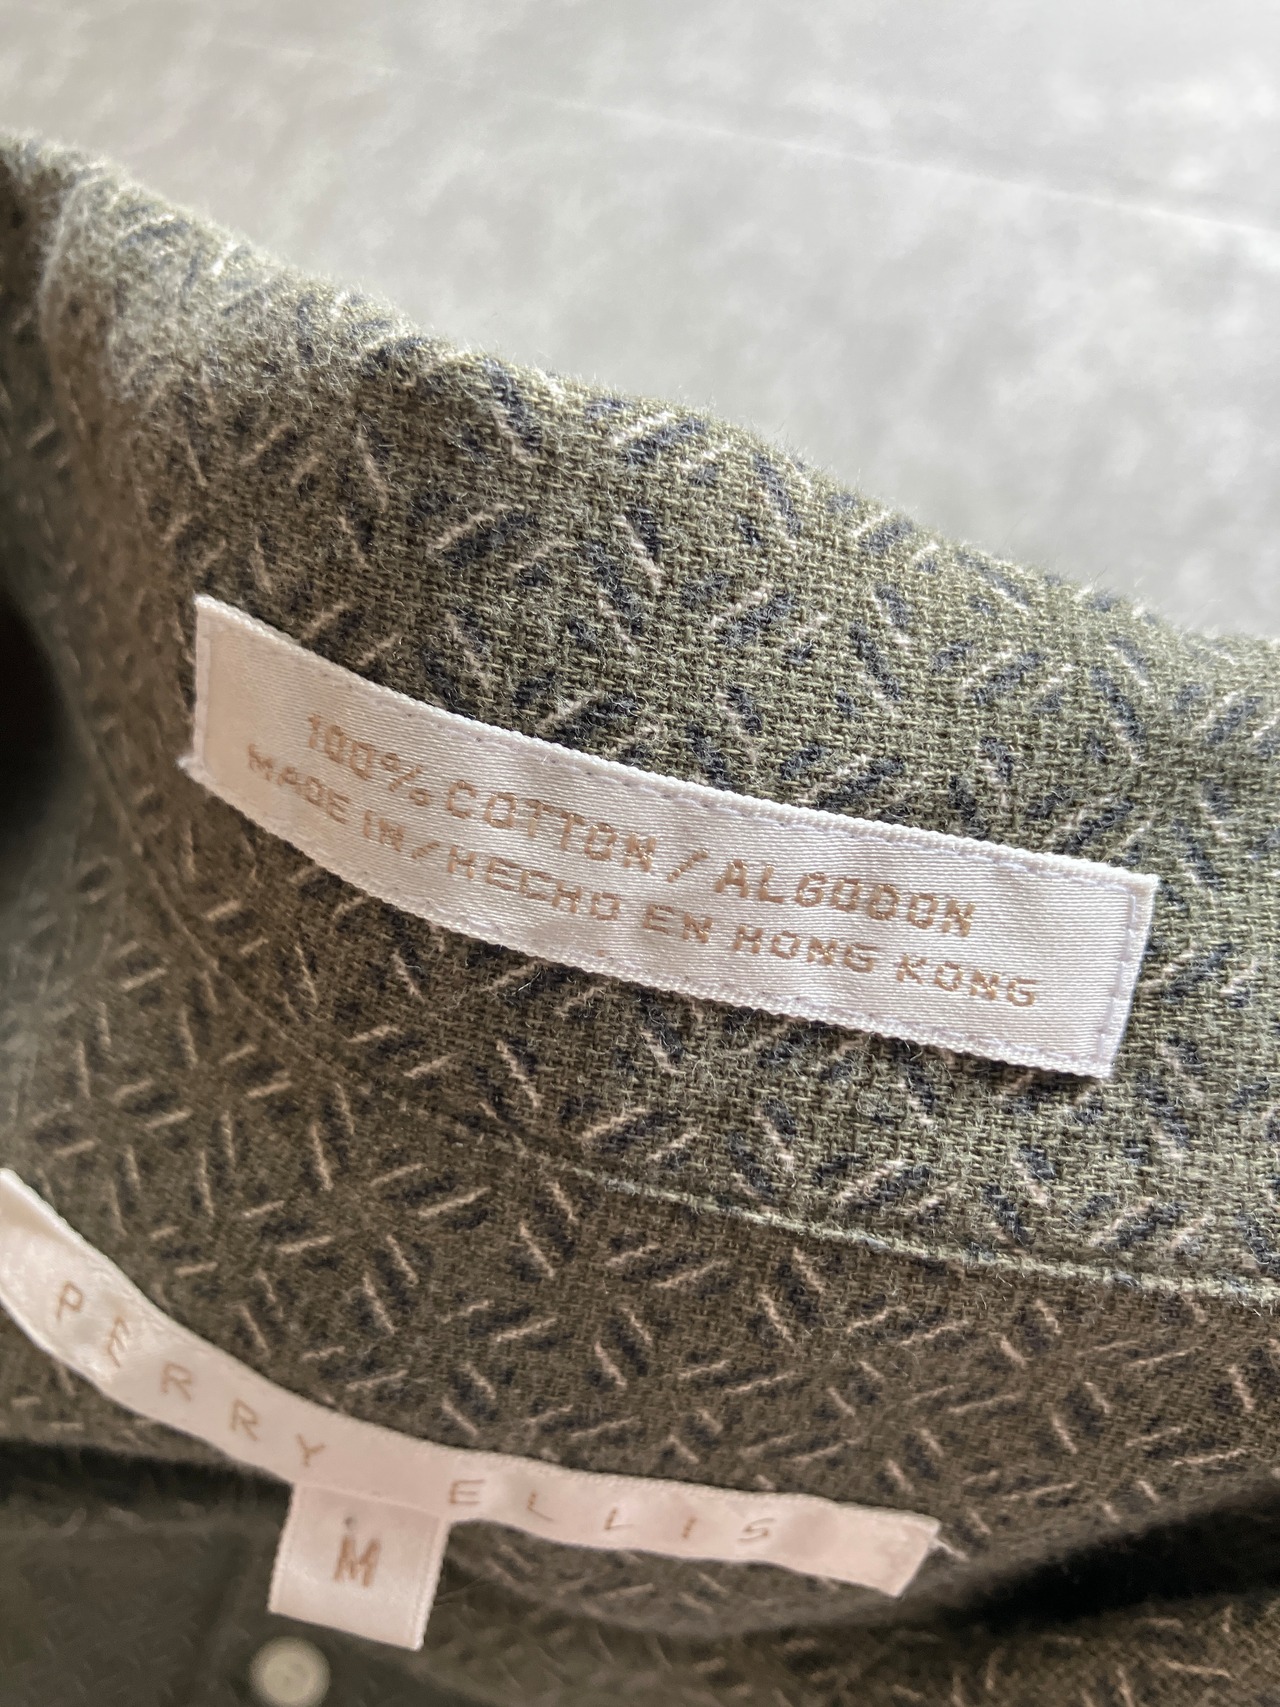 100% COTTON / ALGODON
MADE IN / HECHO EN HONG KONG
PERRY ELLIS
M